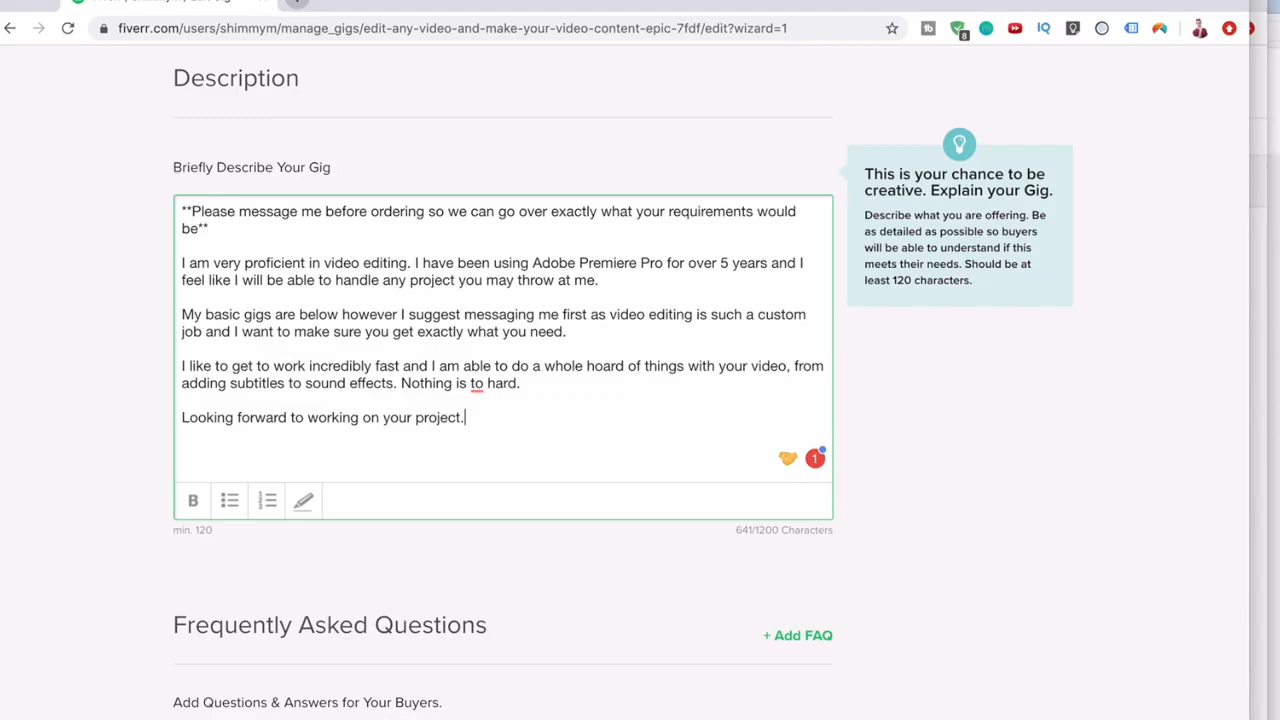 fiverr.com/users/shimmym/manage_gigs/edit-any-video-and-make-your-video-content-epic-7fdf/edit?wizard=1
8
Description
Briefly Describe Your Gig
**Please message me before ordering so we can go over exactly what your requirements would
be**
I am very proficient in video editing. I have been using Adobe Premiere Pro for over 5 years and I
feel like I will be able to handle any project you may throw at me.
My basic gigs are below however I suggest messaging me first as video editing is such a custom
job and I want to make sure you get exactly what you need.
I like to get to work incredibly fast and I am able to do a whole hoard of things with your video, from
adding subtitles to sound effects. Nothing is to hard.
Looking forward to working on your project.
1
B
min. 120
641/1200 Characters
This is your chance to be
creative. Explain your Gig.
Describe what you are offering. Be
as detailed as possible so buyers
will be able to understand if this
meets their needs. Should be at
least 120 characters.
Frequently Asked Questions
+ Add FAQ
Add Questions & Answers for Your Buyers.